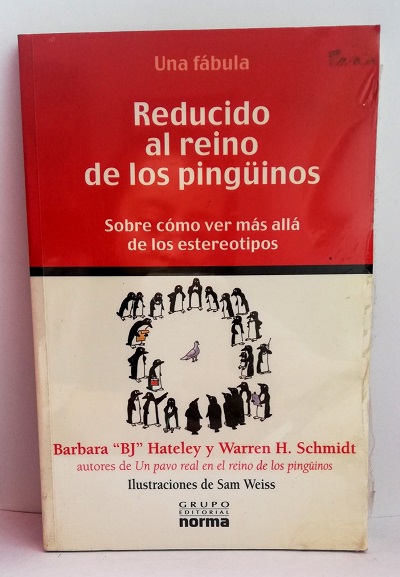 Una fábula
Reducido
al reino
de los pingüinos
Sobre cómo ver más allá
de los estereotipos
Barbara "BJ" Hateley y Warren H. Schmidt
autores de Un pavo real en el reino de los pingüinos
Ilustraciones de Sam Weiss
GRUPO
EDITORIAL
norma